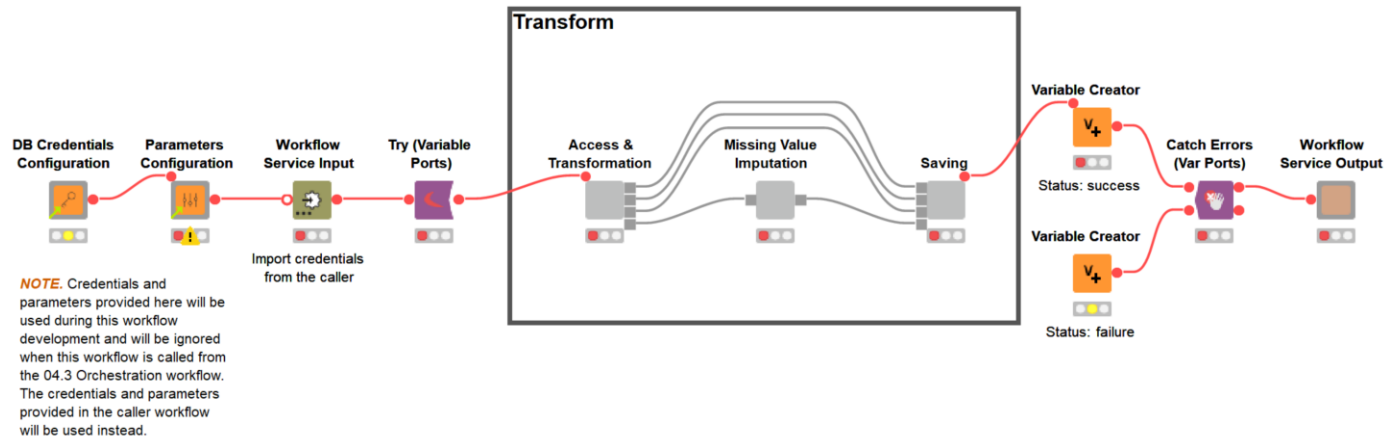 Transform
DB Credentials
Configuration
Parameters
Configuration
Workflow
Service Input
Import credentials
from the caller
Try (Variable
Ports)
Access &
Transformation
Missing Value
Imputation
Saving
Variable Creator
V+
Status: success
Variable Creator
V+
Status: failure
Catch Errors
(Var Ports)
Workflow
Service Output
NOTE. Credentials and
parameters provided here will be
used during this workflow
development and will be ignored
when this workflow is called from
the 04.3 Orchestration workflow.
The credentials and parameters
provided in the caller workflow
will be used instead.